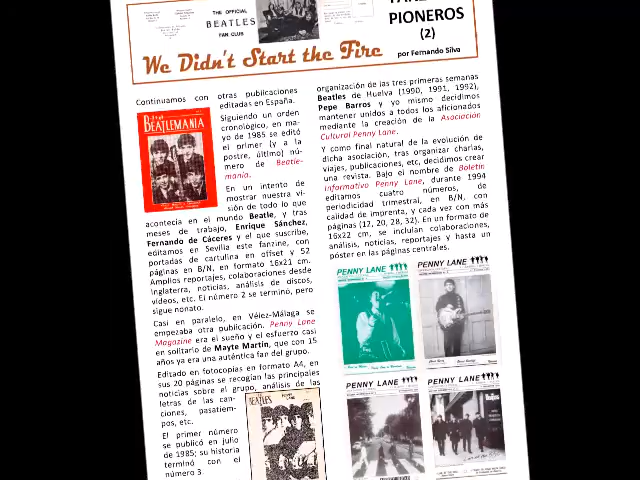 THE OFFICIAL
BEATLES
FAN CLUB
PIONEROS
(2)
We Didn't Start the Fire
por Fernando Silva
Continuamos con otras publicaciones
editadas en España.
BEATLEMANIA
Siguiendo un orden
cronológico, en ma-
yo de 1985 se editó
el primer (y a la
postre, último) nú-
mero de Beatle-
manía.
En un intento de
mostrar nuestra vi-
sión de todo lo que
acontecía en el mundo Beatle, y tras
meses de trabajo, Enrique Sánchez,
Fernando de Cáceres y el que suscribe,
editamos en Sevilla este fanzine, con
portadas de cartulina en offset y 52
páginas en B/N, en formato 16x21 cm.
Amplios reportajes, colaboraciones desde
Inglaterra, noticias, análisis de discos,
vídeos, etc. El número 2 se terminó, pero
sigue nonato.
Casi en paralelo, en Vélez-Málaga se
empezaba otra publicación. Penny Lane
Magazine era el sueño y el esfuerzo casi
en solitario de Mayte Martín, que con 15
años ya era una auténtica fan del grupo.
Editado en fotocopias en formato A4, en
sus 20 páginas se recogían las principales
noticias sobre el grupo, análisis de las
letras de las can-
ciones, pasatiem-
pos, etc.
El primer número
se publicó en julio
de 1985; su historia
terminó con el
número 3.
BEATLES
organización de las tres primeras semanas
Beatles de Huelva (1990, 1991, 1992),
Pepe Barros y yo mismo decidimos
mantener unidos a todos los aficionados
mediante la creación de la Asociación
Cultural Penny Lane.
Y como final natural de la evolución de
dicha asociación, tras organizar charlas,
viajes, publicaciones, etc, decidimos crear
una revista. Bajo el nombre de Boletín
Informativo Penny Lane, durante 1994
editamos cuatro números, de
periodicidad trimestral, en B/N, con
calidad de imprenta, y cada vez con más
páginas (12, 20, 28, 32). En un formato de
16x22 cm, se incluían colaboraciones,
análisis, noticias, reportajes y hasta un
póster en las páginas centrales.
PENNY LANE
PENNY LANE
PENNY LANE
PENNY LANE